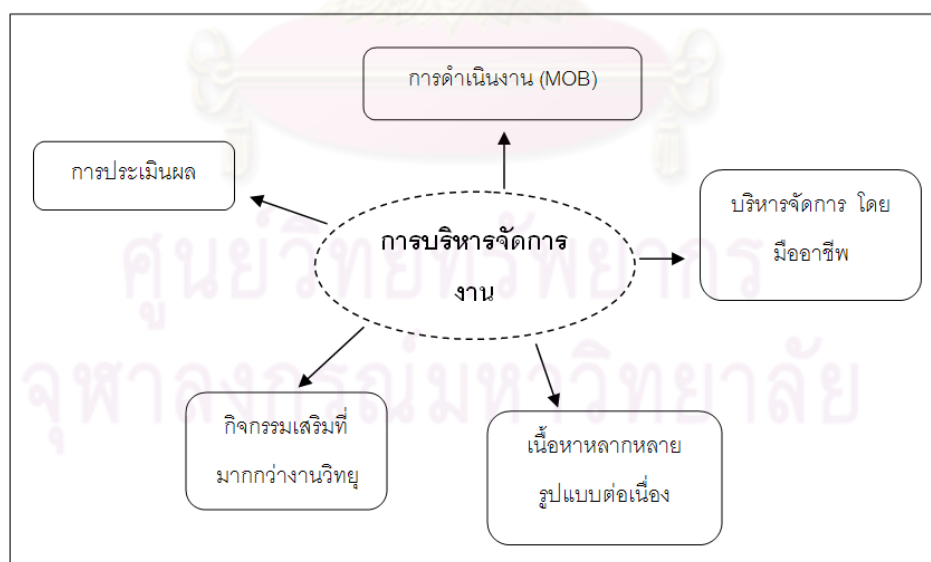 การดำเนินงาน (MOB)
การประเมินผล
บริหารจัดการ โดย
มืออาชีพ
การบริหารจัดการ
งาน
ศูนย์วิทยทรัพยากร
จุฬาลงกรณ์มหาวิทยาลัย
กิจกรรมเสริมที่
มากกว่างานวิทยุ
เนื้อหาหลากหลาย
รูปแบบต่อเนื่อง